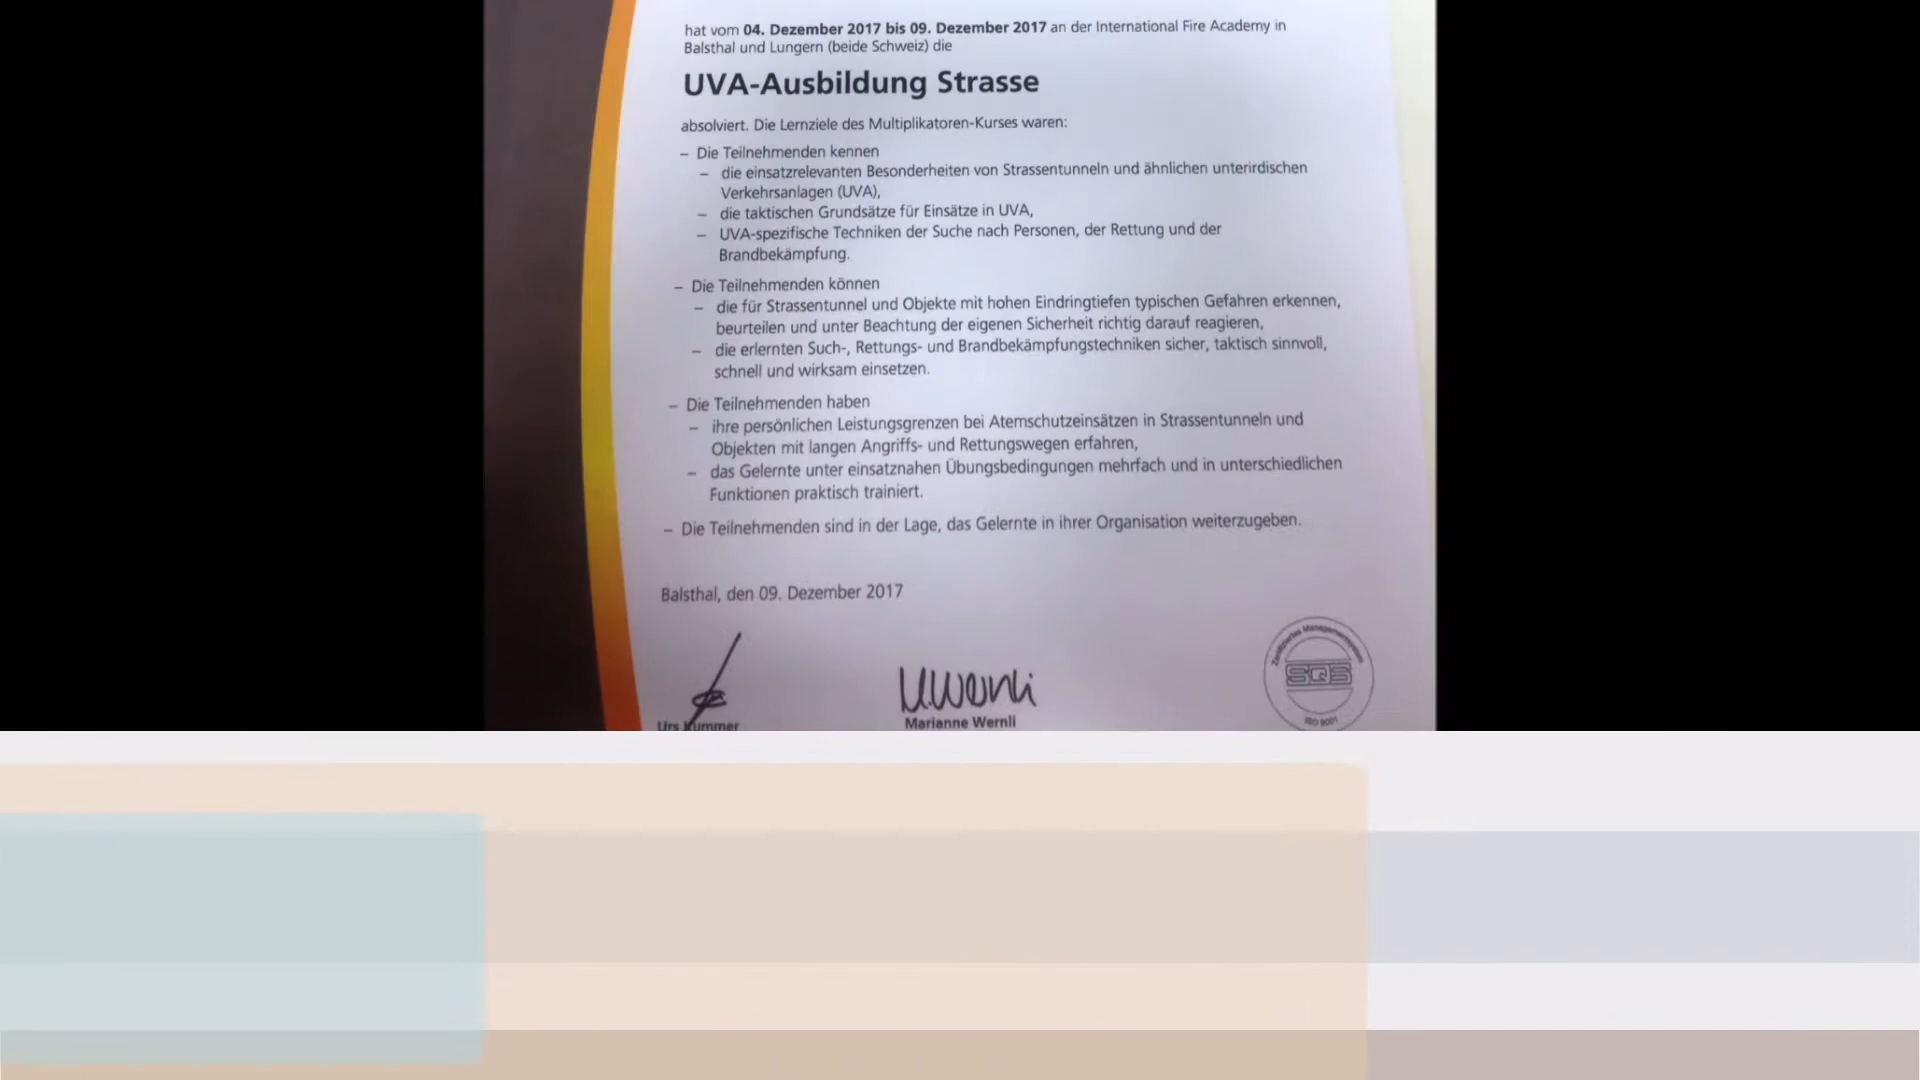 hat vom 04. Dezember 2017 bis 09. Dezember 2017 an der International Fire Academy in
Balsthal und Lungern (beide Schweiz) die
UVA-Ausbildung Strasse
absolviert. Die Lernziele des Multiplikatoren-Kurses waren:
– Die Teilnehmenden kennen
– die einsatzrelevanten Besonderheiten von Strassentunneln und ähnlichen unterirdischen
Verkehrsanlagen (UVA),
– die taktischen Grundsätze für Einsätze in UVA,
– UVA-spezifische Techniken der Suche nach Personen, der Rettung und der
Brandbekämpfung.
– Die Teilnehmenden können
– die für Strassentunnel und Objekte mit hohen Eindringtiefen typischen Gefahren erkennen,
beurteilen und unter Beachtung der eigenen Sicherheit richtig darauf reagieren,
– die erlernten Such-, Rettungs- und Brandbekämpfungstechniken sicher, taktisch sinnvoll,
schnell und wirksam einsetzen.
– Die Teilnehmenden haben
– ihre persönlichen Leistungsgrenzen bei Atemschutzeinsätzen in Strassentunneln und
Objekten mit langen Angriffs- und Rettungswegen erfahren,
– das Gelernte unter einsatznahen Übungsbedingungen mehrfach und in unterschiedlichen
Funktionen praktisch trainiert.
– Die Teilnehmenden sind in der Lage, das Gelernte in ihrer Organisation weiterzugeben.
Balsthal, den 09. Dezember 2017
M.Wernli
Urs Kummer
Marianne Wernli
Zertifiziertes Managementsystem
SQS
ISO 9001